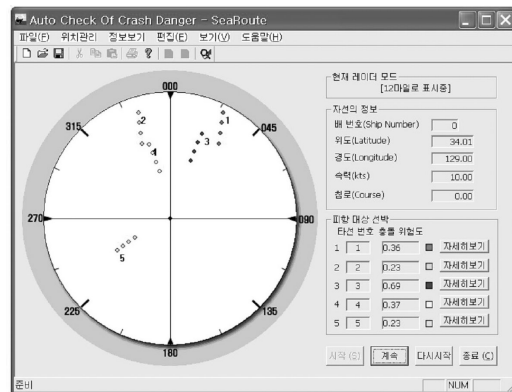 Auto Check Of Crash Danger - SeaRoute
파일(F) 위치관리 정보보기 편집(E) 보기(V) 도움말(H)
000
045
090
135
180
225
270
315
1
2
3
4
5
현재 레이더 모드
[12마일로 표시중]
자선의 정보
배 번호(Ship Number) 0
위도(Latitude) 34.01
경도(Longitude) 129.00
속력(kts) 10.00
침로(Course) 0.00
피항 대상 선박
타선 번호 충돌 위험도
1 1 0.36 자세히보기
2 2 0.23 자세히보기
3 3 0.69 자세히보기
4 4 0.37 자세히보기
5 5 0.23 자세히보기
시작 (S) 계속 다시시작 종료 (C)
준비 NUM